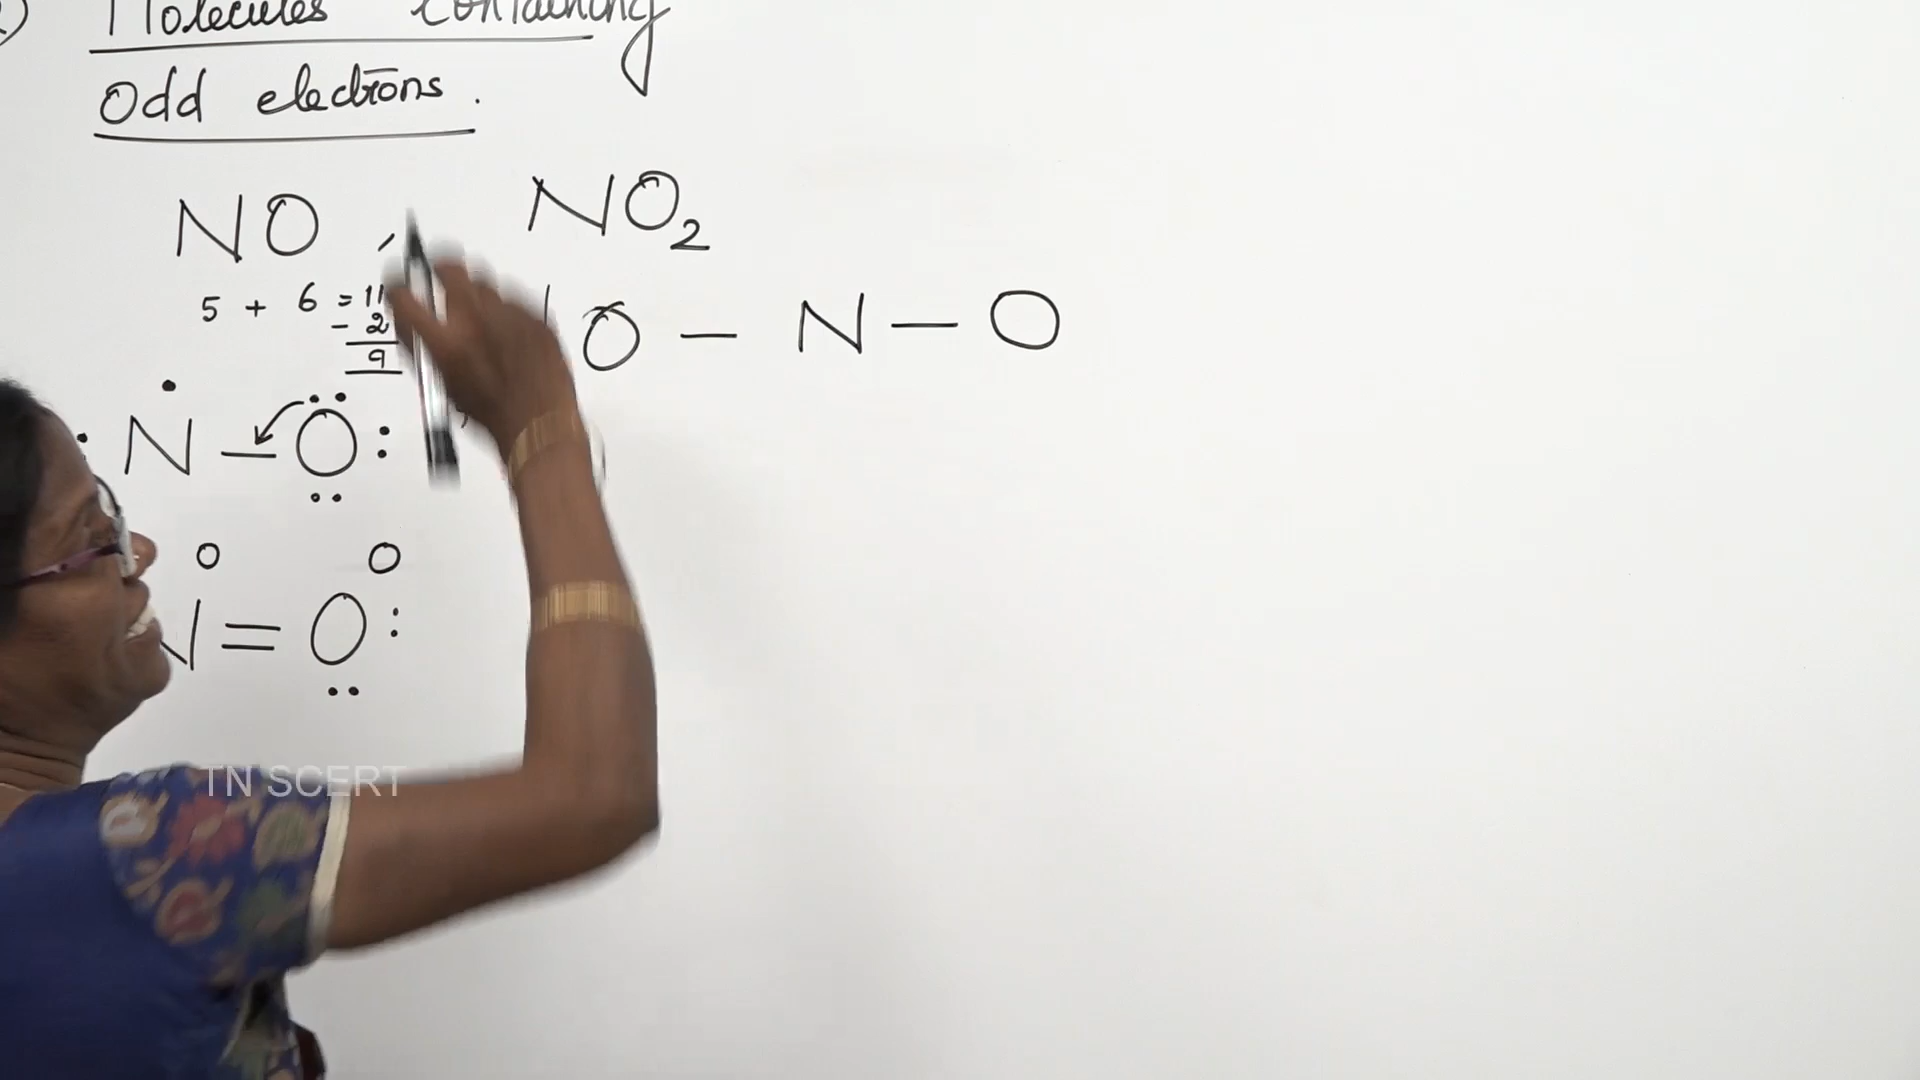 Molecules containing
Odd electrons.
NO , NO2
5 + 6 = 11
- 2
9
O - N - O
N - O
N = O
TN SCERT